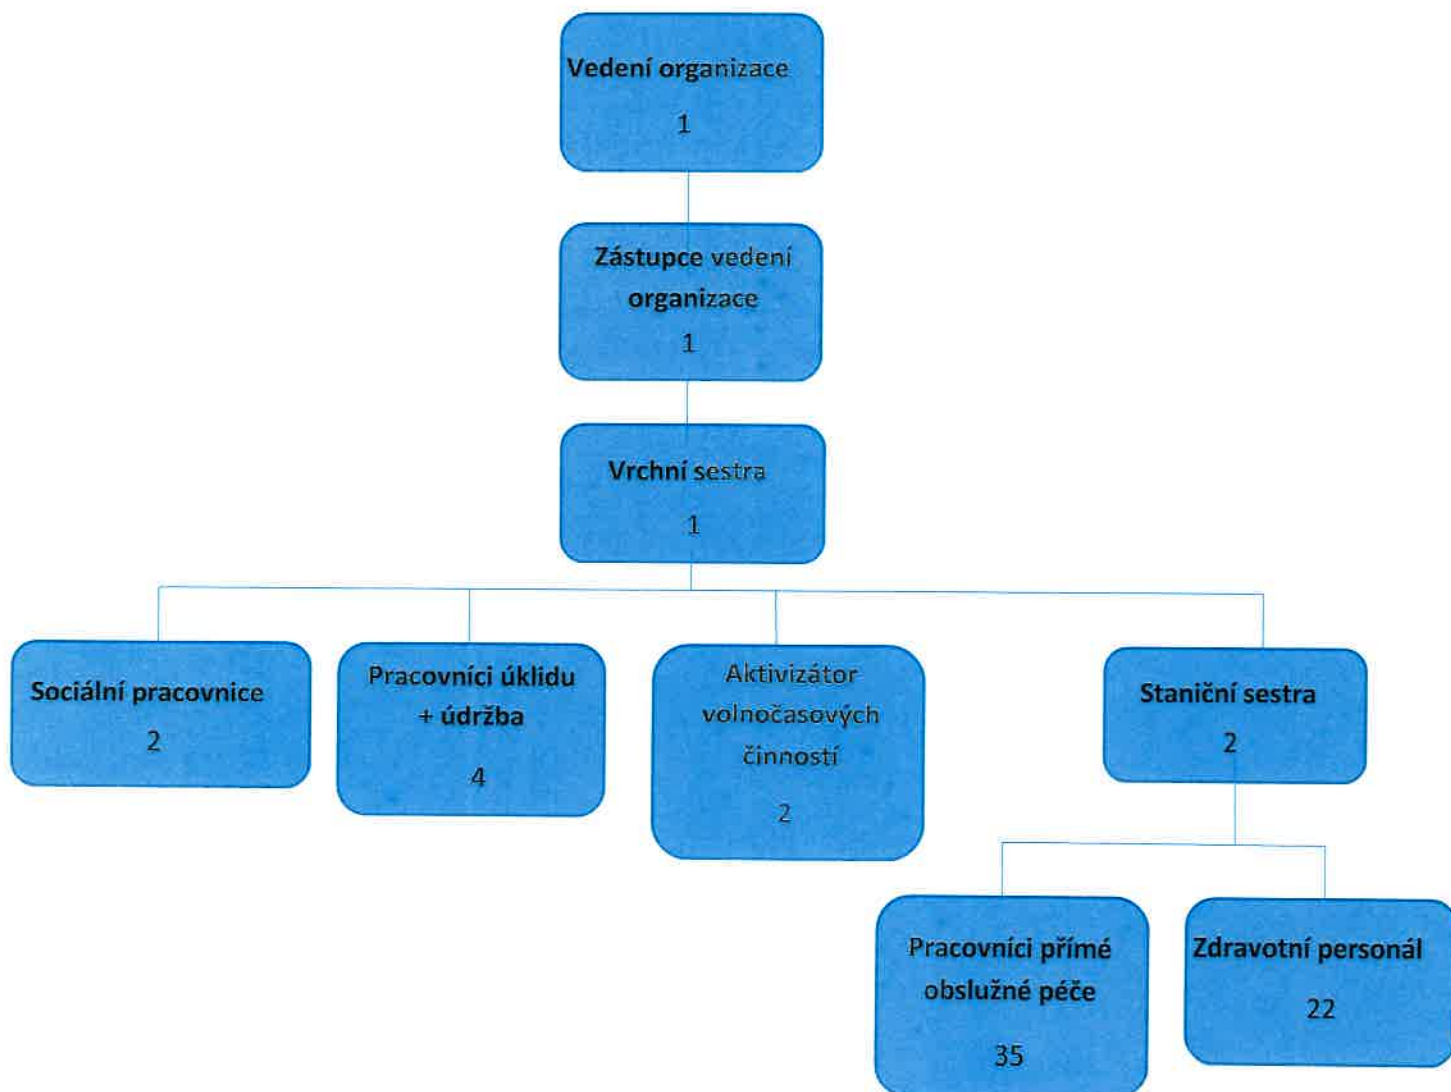 Vedení organizace
1
Zástupce vedení
organizace
1
Vrchní sestra
1
Sociální pracovnice
2
Pracovníci úklidu
+ údržba
4
Aktivizátor
volnočasových
činností
2
Staniční sestra
2
Pracovníci přímé
obslužné péče
35
Zdravotní personál
22